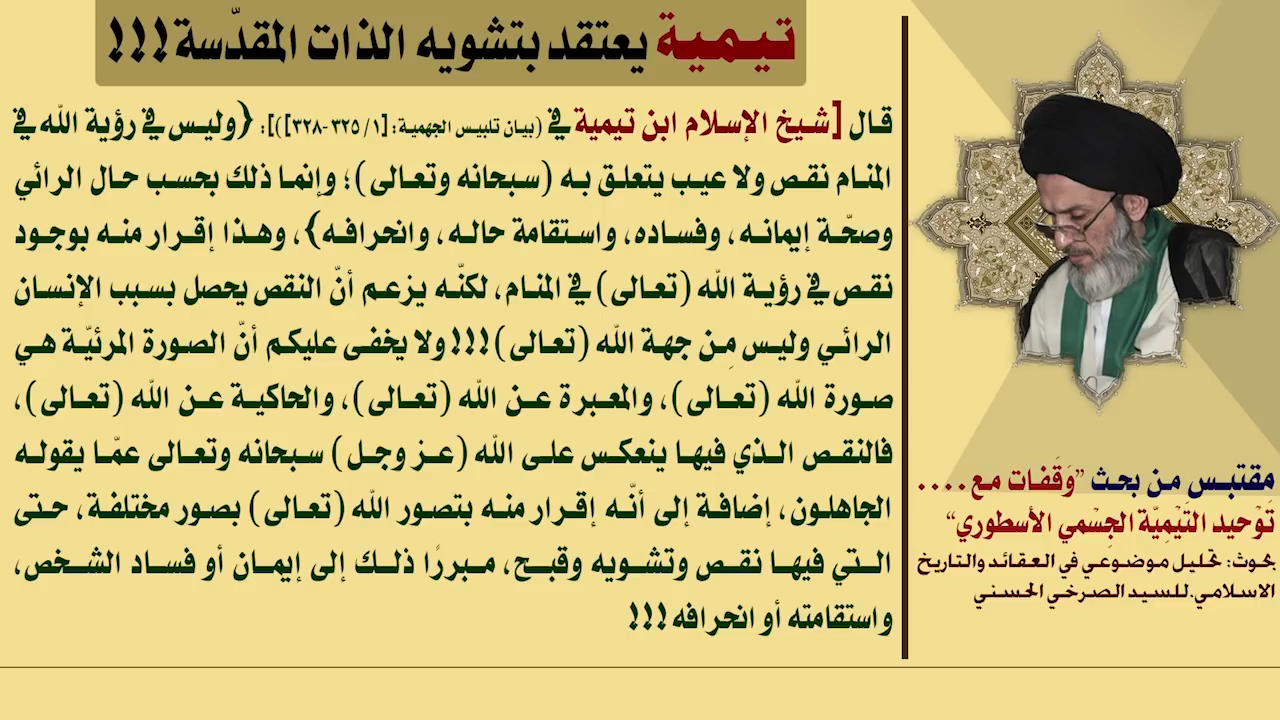 تيمية يعتقد بتشويه الذات المقدّسة!!!
قال [شيخ الإسلام ابن تيمية في (بيان تلبيس الجهمية: [١/ ٣٢٥ -٣٢٨])]: {وليس في رؤية الله في
المنام نقص ولا عيب يتعلق به (سبحانه وتعالى)؛ وإنما ذلك بحسب حال الرائي
وصحّة إيمانه، وفساده، واستقامة حاله، وانحرافه}، وهذا إقرار منه بوجود
نقص في رؤية الله (تعالى) في المنام، لكنّه يزعم أنّ النقص يحصل بسبب الإنسان
الرائي وليس مِن جهة الله (تعالى)!!! ولا يخفى عليكم أنّ الصورة المرئيّة هي
صورة الله (تعالى)، والمعبرة عن الله (تعالى)، والحاكية عن الله (تعالى)،
فالنقص الذي فيها ينعكس على الله (عز وجل) سبحانه وتعالى عمّا يقوله
الجاهلون، إضافة إلى أنّه إقرار منه بتصور الله (تعالى) بصور مختلفة، حتى
التي فيها نقص وتشويه وقبح، مبررًا ذلك إلى إيمان أو فساد الشخص،
واستقامته أو انحرافه!!!
مقتبس من بحث "وَقَفات مع....
تَوْحيد التَيْمِيّة الجِسْمي الأسطوري"
بحوث: تحليل موضوعي في العقائد والتاريخ
الاسلامي.للسيد الصرخي الحسني